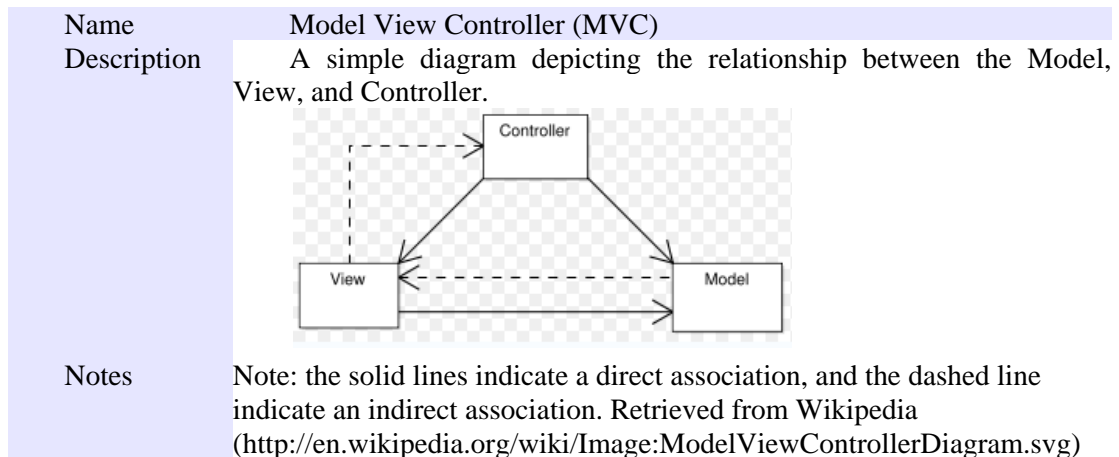 Name Model View Controller (MVC)
Description A simple diagram depicting the relationship between the Model,
View, and Controller.
Controller
View
Model
Notes Note: the solid lines indicate a direct association, and the dashed line
indicate an indirect association. Retrieved from Wikipedia
(http://en.wikipedia.org/wiki/Image:ModelViewControllerDiagram.svg)